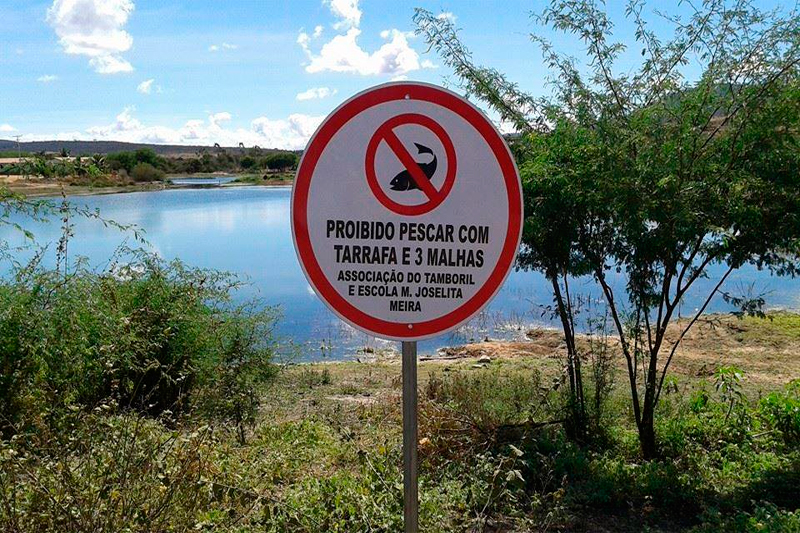 PROIBIDO PESCAR COM
TARRAFA E 3 MALHAS
ASSOCIAÇÃO DO TAMBORIL
E ESCOLA M. JOSELITA
MEIRA